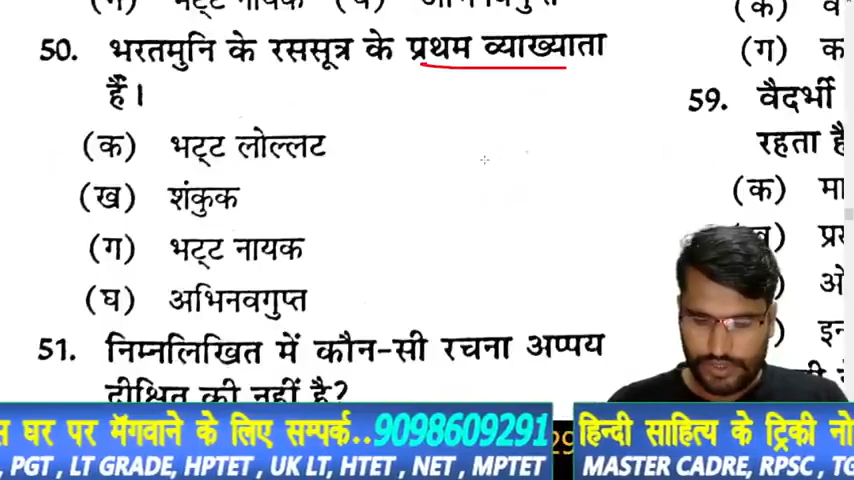 50. भरतमुनि के रससूत्र के प्रथम व्याख्याता
हैं।
(क) भट्ट लोल्लट
(ख) शंकुक
(ग) भट्ट नायक
(घ) अभिनवगुप्त
51. निम्नलिखित में कौन-सी रचना अप्पय
दीक्षित की नहीं है?
(क)
(ग)
59. वैदर्भी
रहता है
(क)
घर पर मॅगवाने के लिए सम्पर्क..9098609291
हिन्दी साहित्य के ट्रिकी
, PGT , LT GRADE, HPTET , UK LT, HTET , NET , MPTET
MASTER CADRE, RPSC ,